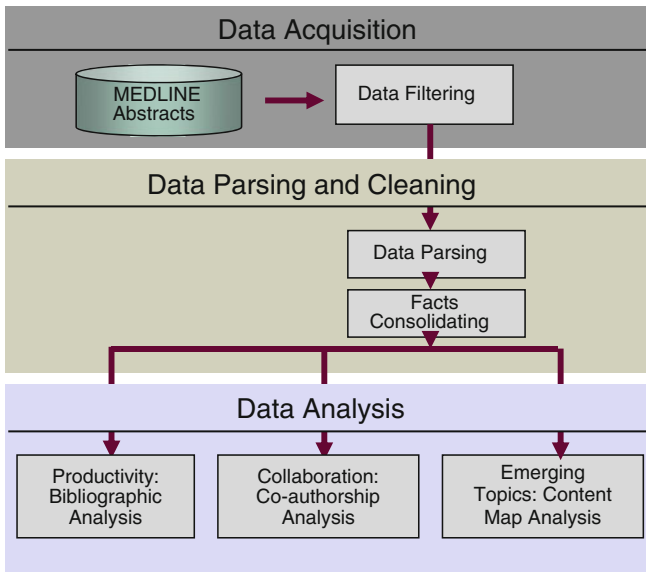 Data Acquisition
MEDLINE
Abstracts
Data Filtering
Data Parsing and Cleaning
Data Parsing
Facts
Consolidating
Data Analysis
Productivity:
Bibliographic
Analysis
Collaboration:
Co-authorship
Analysis
Emerging
Topics: Content
Map Analysis